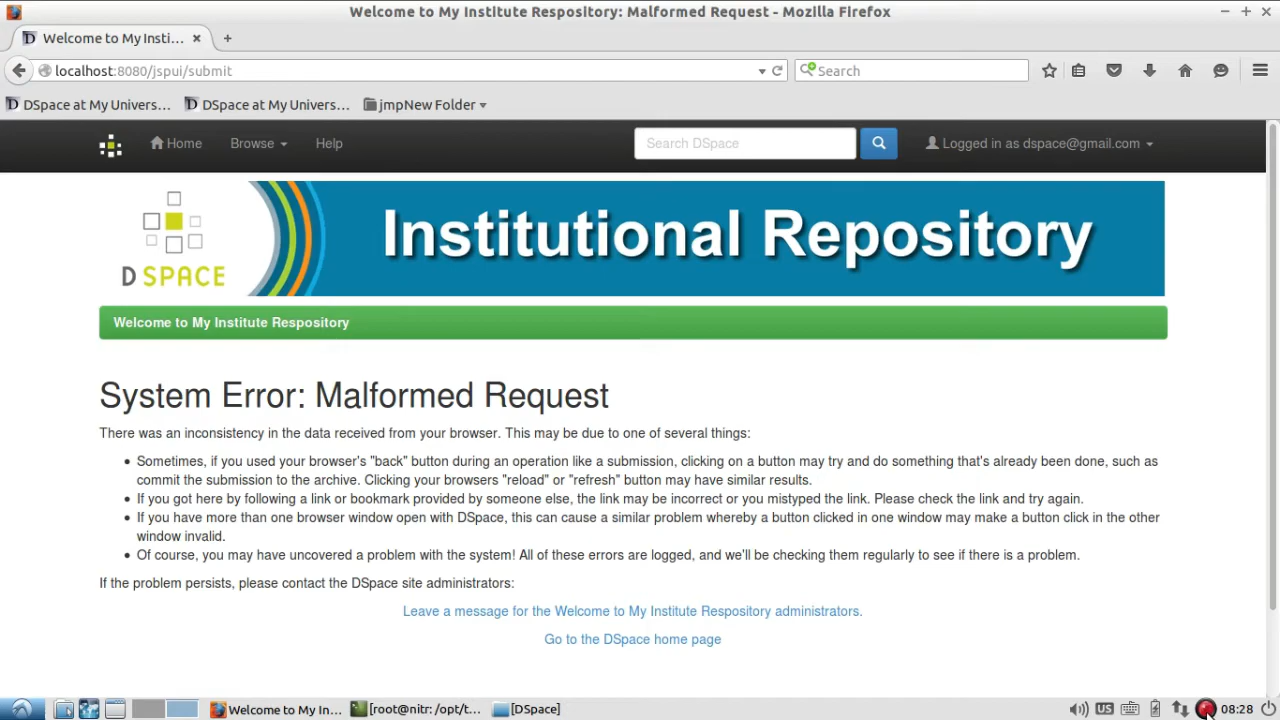 Welcome to My Institute Respository: Malformed Request - Mozilla Firefox
Welcome to My Insti...
localhost:8080/jspui/submit
Search
DSpace at My Univers...
DSpace at My Univers...
jmpNew Folder
Home
Browse
Help
Search DSpace
Logged in as dspace@gmail.com
D SPACE
Institutional Repository
Welcome to My Institute Respository
System Error: Malformed Request
There was an inconsistency in the data received from your browser. This may be due to one of several things:
• Sometimes, if you used your browser's "back" button during an operation like a submission, clicking on a button may try and do something that's already been done, such as
commit the submission to the archive. Clicking your browsers "reload" or "refresh" button may have similar results.
• If you got here by following a link or bookmark provided by someone else, the link may be incorrect or you mistyped the link. Please check the link and try again.
• If you have more than one browser window open with DSpace, this can cause a similar problem whereby a button clicked in one window may make a button click in the other
window invalid.
• Of course, you may have uncovered a problem with the system! All of these errors are logged, and we'll be checking them regularly to see if there is a problem.
If the problem persists, please contact the DSpace site administrators:
Leave a message for the Welcome to My Institute Respository administrators.
Go to the DSpace home page
Welcome to My In...
[root@nitr: /opt/t...
[DSpace]
US
08:28